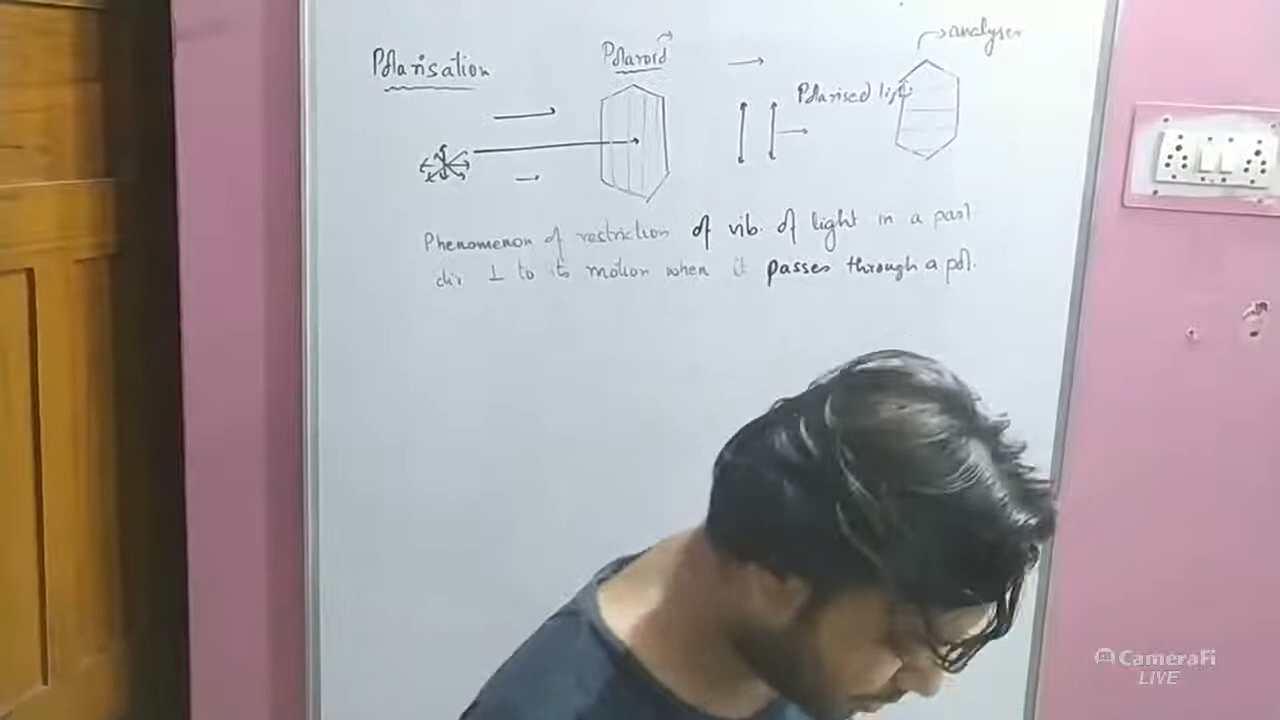 analyser
Polarisation
Polaroid
Polarised light
Phenomenon of restriction of vib. of light in a part
dir ⊥ to its motion when it passes through a pol.
CameraFi
LIVE